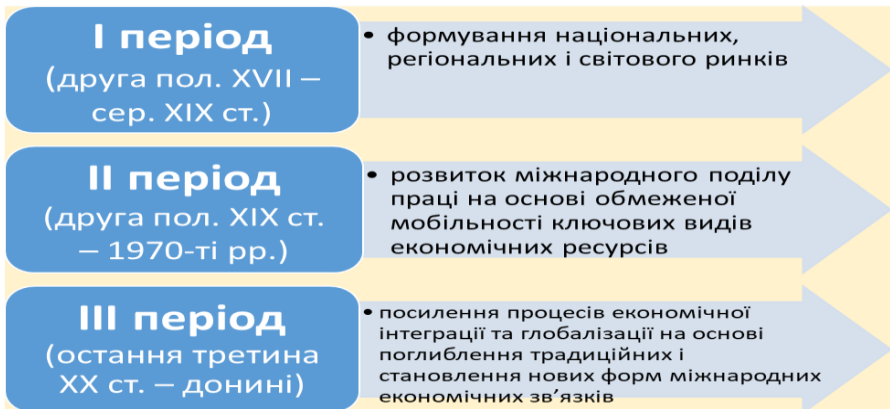 І період
(друга пол. XVII –
сер. XIX ст.)
• формування національних,
регіональних і світового ринків
ІІ період
(друга пол. XIX ст.
– 1970-ті рр.)
• розвиток міжнародного поділу
праці на основі обмеженої
мобільності ключових видів
економічних ресурсів
ІІІ період
(остання третина
XX ст. – донині)
• посилення процесів економічної
інтеграції та глобалізації на основі
поглиблення традиційних і
становлення нових форм міжнародних
економічних зв’язків